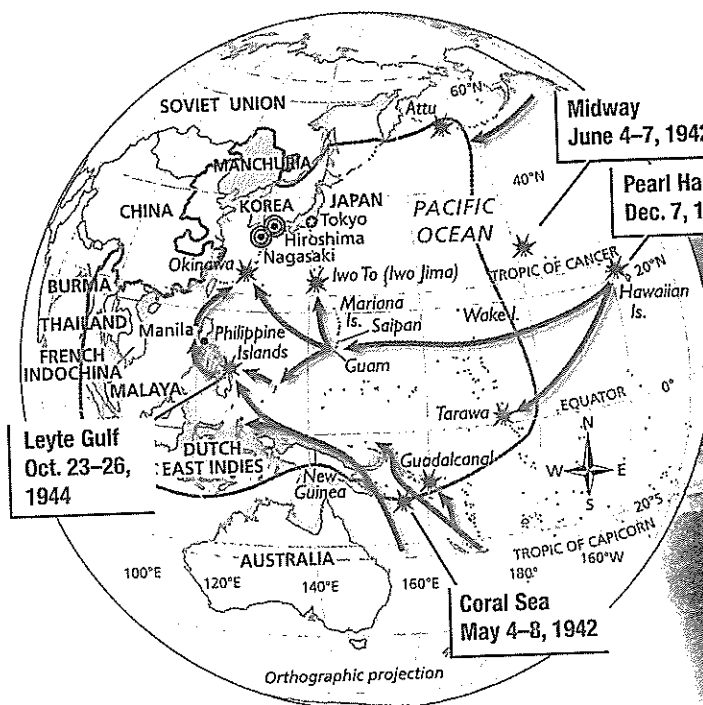 SOVIET UNION
Attu
60°N
Midway
June 4–7, 1942
MANCHURIA
40°N
Pearl Ha
Dec. 7, 1
CHINA
KOREA
JAPAN
Tokyo
Hiroshima
Nagasaki
PACIFIC
OCEAN
Okinawa
Iwo To (Iwo Jima)
TROPIC OF CANCER
20°N
Hawaiian
Is.
BURMA
Mariana
Is.
Wake I.
THAILAND
Manila
Philippine
Islands
Saipan
FRENCH
INDOCHINA
Guam
MALAYA
Tarawa
EQUATOR
0°
Leyte Gulf
Oct. 23–26,
1944
DUTCH
EAST INDIES
New
Guinea
Guadalcanal
N
W
E
S
20°S
TROPIC OF CAPICORN
AUSTRALIA
100°E
120°E
140°E
160°E
180°
160°W
Coral Sea
May 4–8, 1942
Orthographic projection